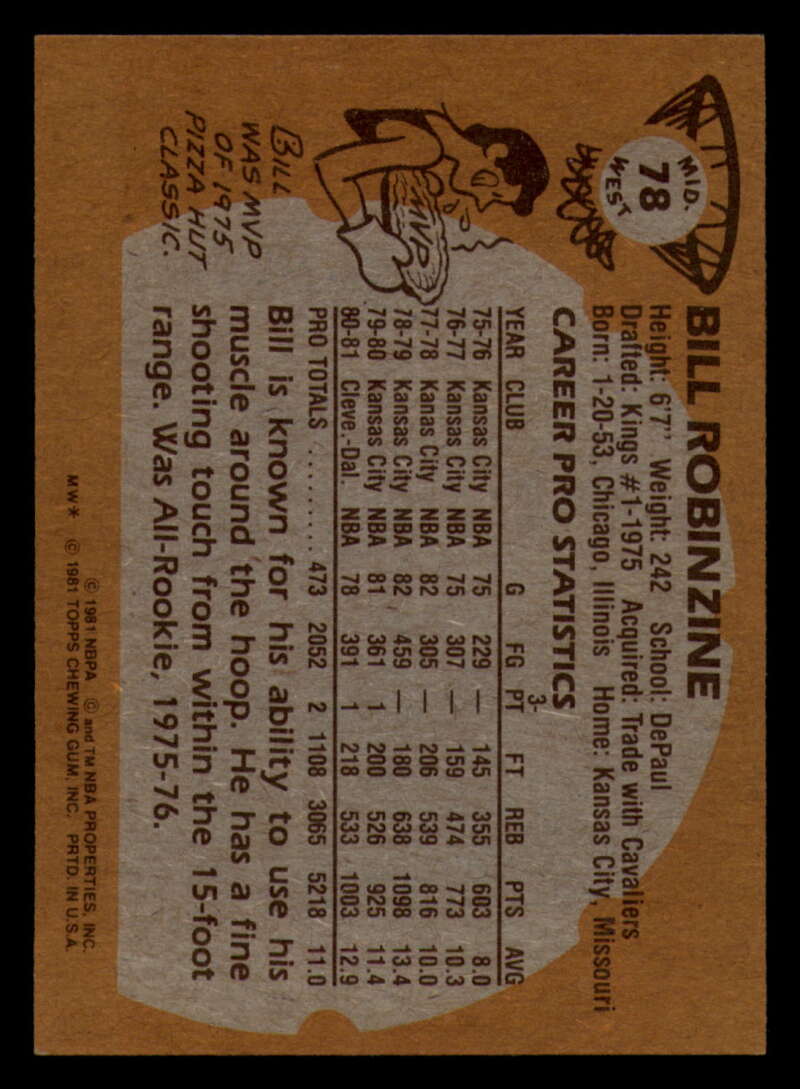 MID.
78
WEST
BILL ROBINZINE
Height: 6'7" Weight: 242 School: DePaul
Drafted: Kings #1-1975 Acquired: Trade with Cavaliers
Born: 1-20-53, Chicago, Illinois Home: Kansas City, Missouri
CAREER PRO STATISTICS
3-
YEAR CLUB G FG PT FT REB PTS AVG
75-76 Kansas City NBA 75 229 — 145 355 603 8.0
76-77 Kansas City NBA 75 307 — 159 474 773 10.3
77-78 Kanas City NBA 82 305 — 206 539 816 10.0
78-79 Kansas City NBA 82 459 — 180 638 1098 13.4
79-80 Kansas City NBA 81 361 1 200 526 925 11.4
80-81 Cleve.-Dal. NBA 78 391 1 218 533 1003 12.9
PRO TOTALS ......... 473 2052 2 1108 3065 5218 11.0
MVP
BILL
WAS MVP
OF 1975
PIZZA HUT
CLASSIC.
Bill is known for his ability to use his
muscle around the hoop. He has a fine
shooting touch from within the 15-foot
range. Was All-Rookie, 1975-76.
© 1981 NBPA © and TM NBA PROPERTIES, INC.
MW* © 1981 TOPPS CHEWING GUM, INC. PRTD. IN U.S.A.